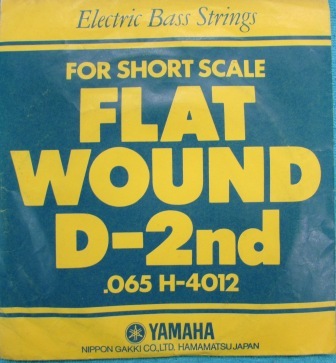 Electric Bass Strings
FOR SHORT SCALE
FLAT
WOUND
D-2nd
.065 H-4012
YAMAHA
NIPPON GAKKI CO., LTD. HAMAMATSU JAPAN